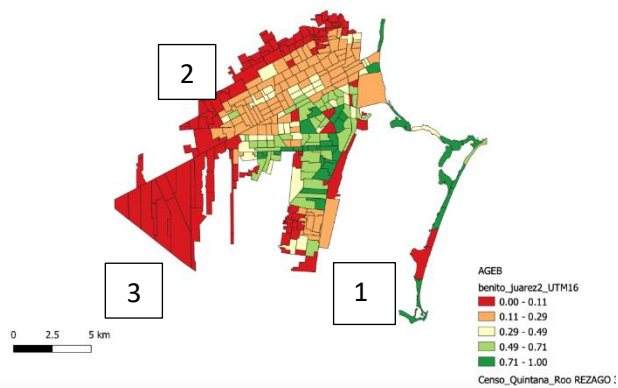 2
3
1
0 2.5 5 km
AGEB
benito_juarez2_UTM16
0.00 - 0.11
0.11 - 0.29
0.29 - 0.49
0.49 - 0.71
0.71 - 1.00
Censo_Quintana_Roo REZAGO